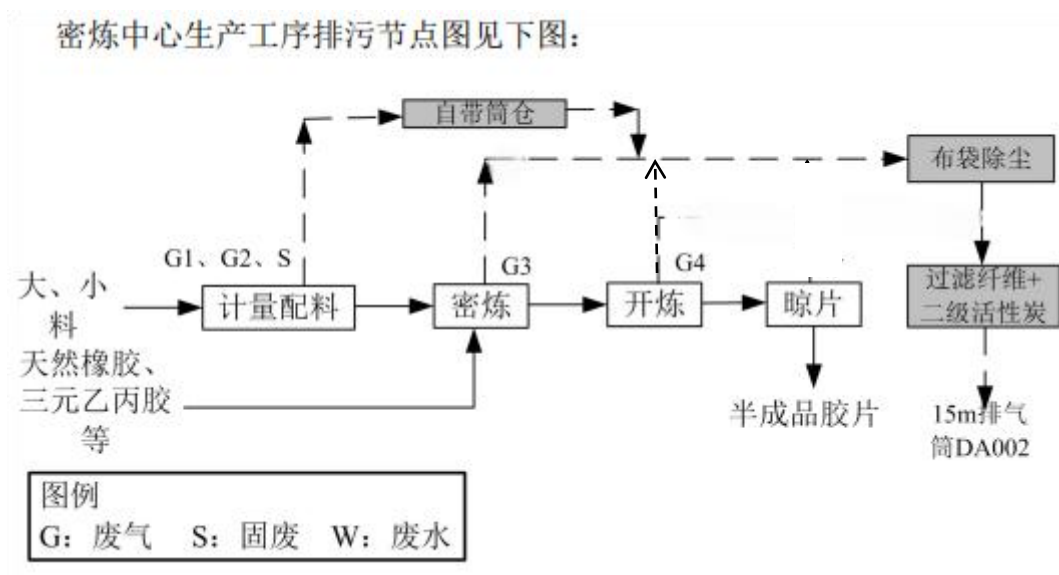 密炼中心生产工序排污节点图见下图：
自带筒仓
布袋除尘
G1、G2、S
G3
G4
大、小
料
计量配料
密炼
开炼
晾片
过滤纤维+
二级活性炭
天然橡胶、
三元乙丙胶
等
半成品胶片
15m排气
筒DA002
图例
G：废气 S：固废 W：废水